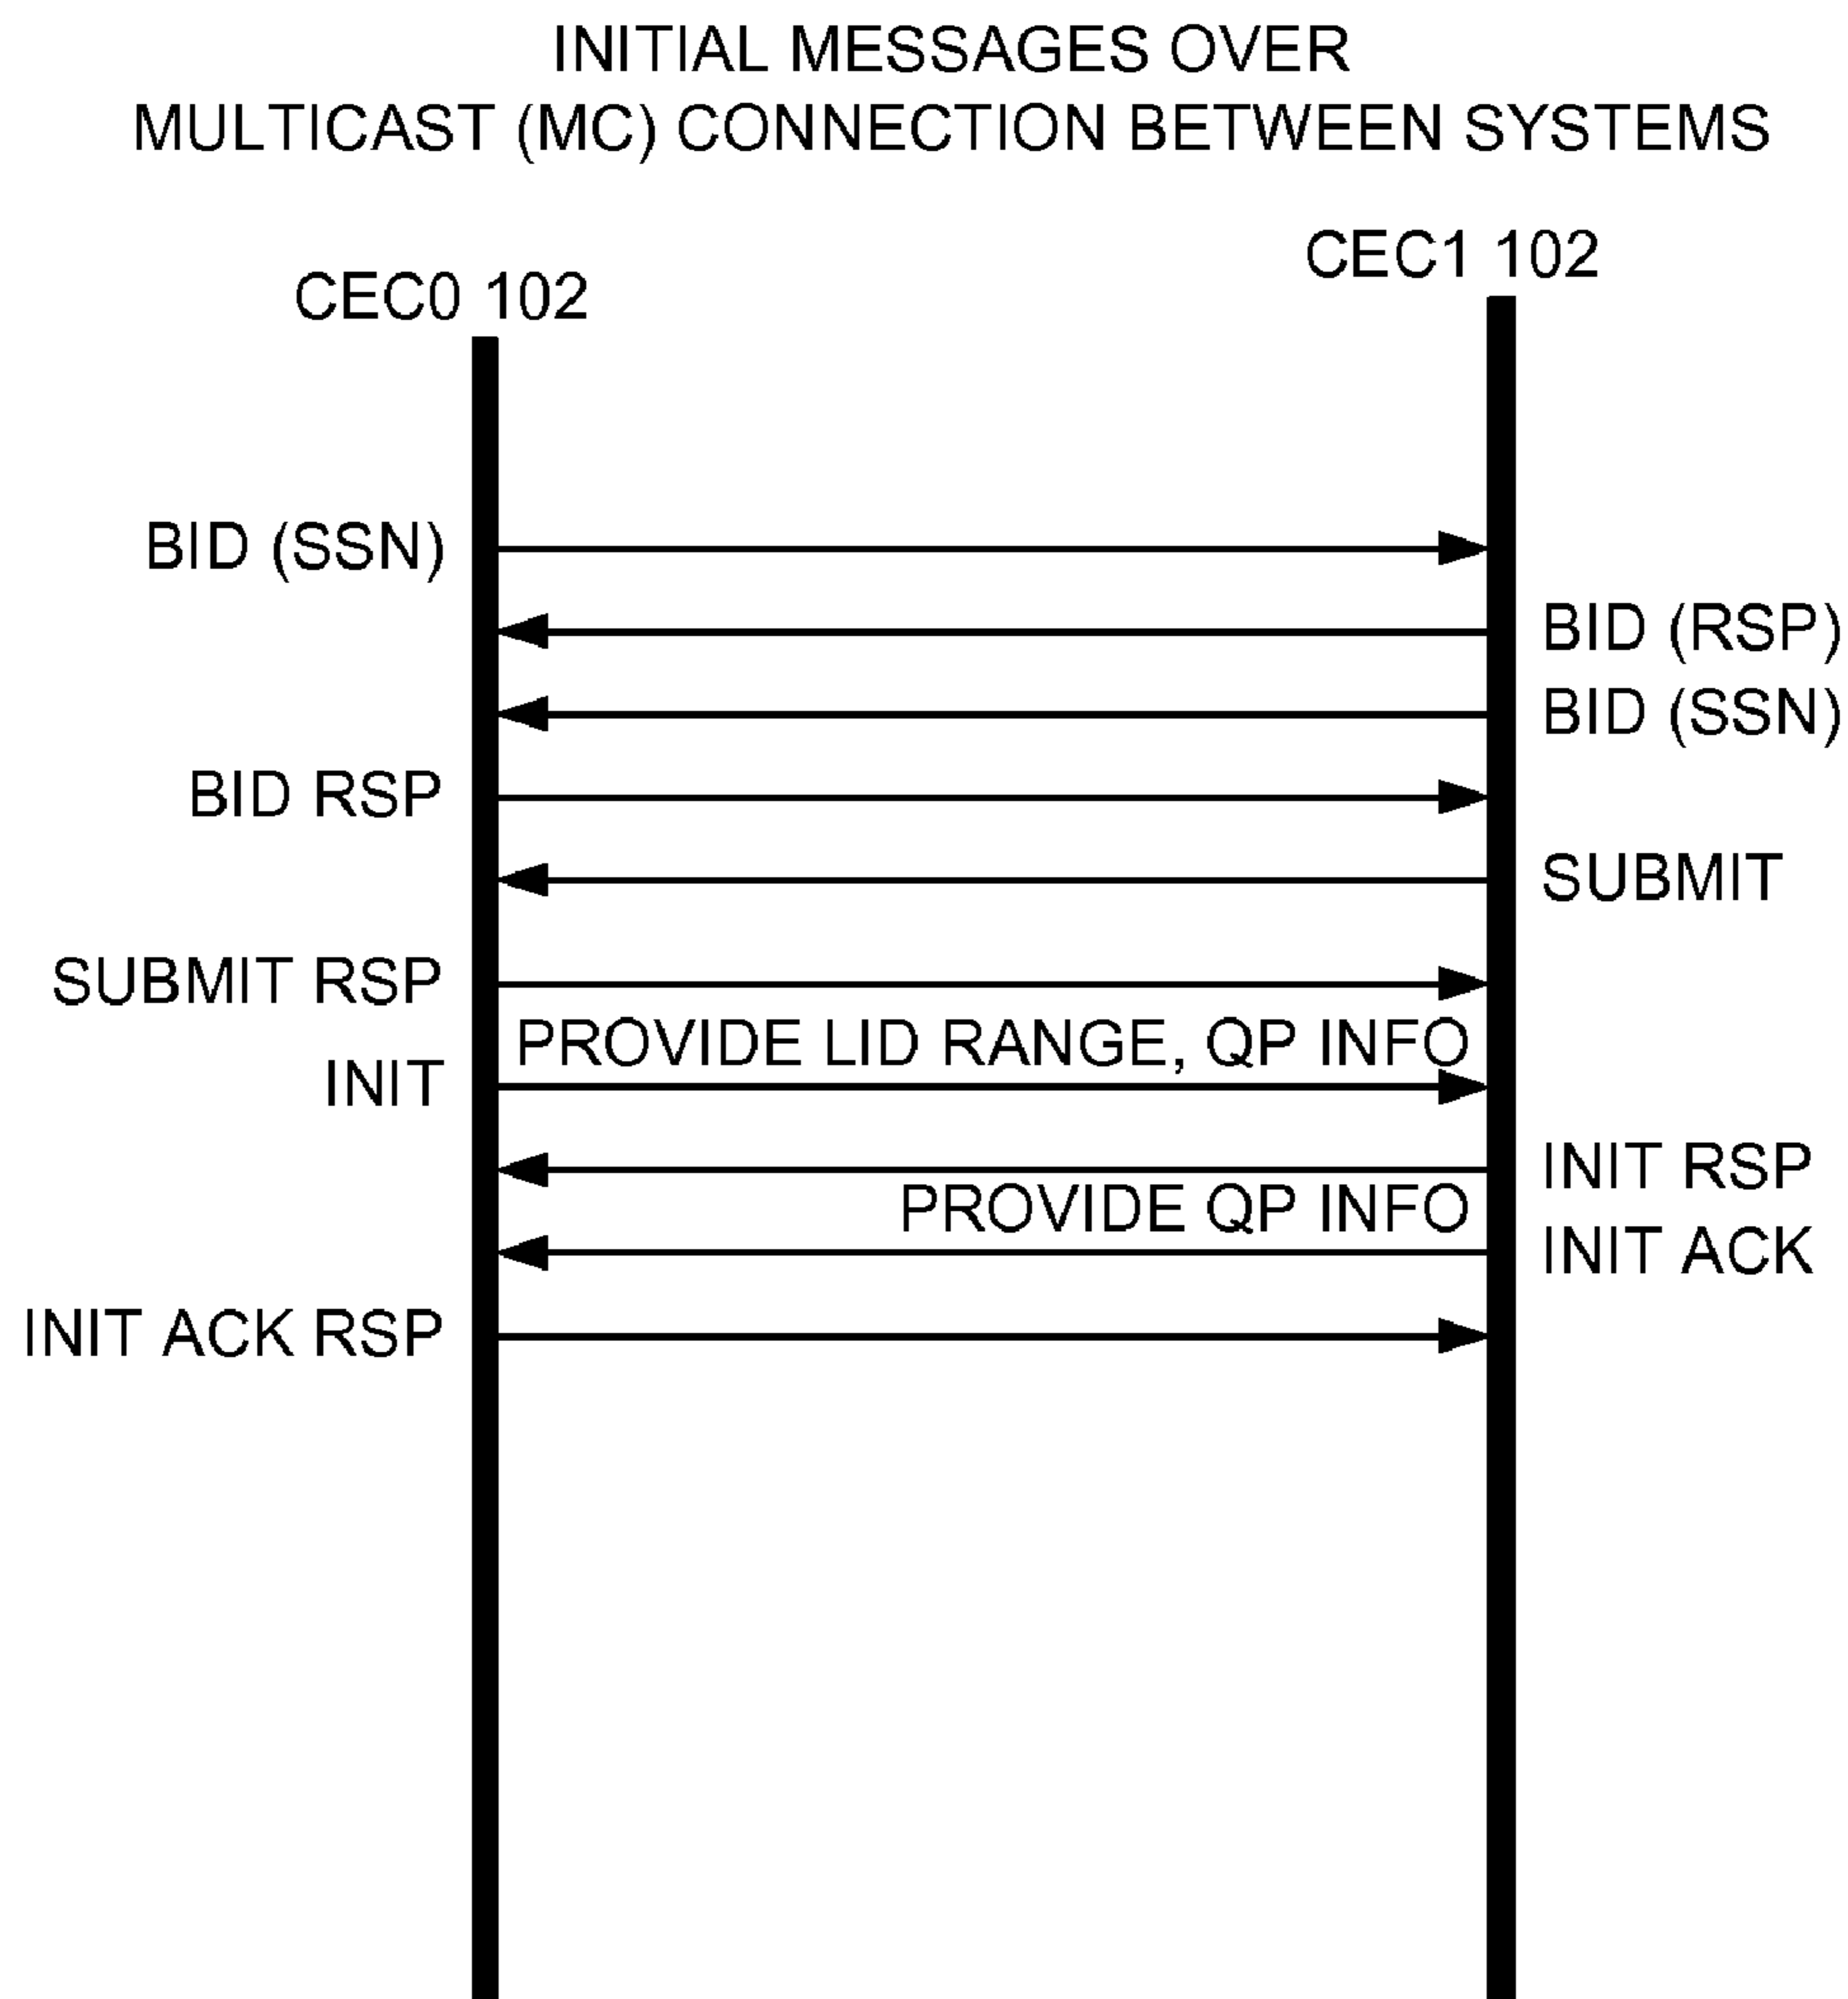 INITIAL MESSAGES OVER
MULTICAST (MC) CONNECTION BETWEEN SYSTEMS
CEC0 102
CEC1 102
BID (SSN)
BID (RSP)
BID (SSN)
BID RSP
SUBMIT
SUBMIT RSP
PROVIDE LID RANGE, QP INFO
INIT
INIT RSP
PROVIDE QP INFO
INIT ACK
INIT ACK RSP